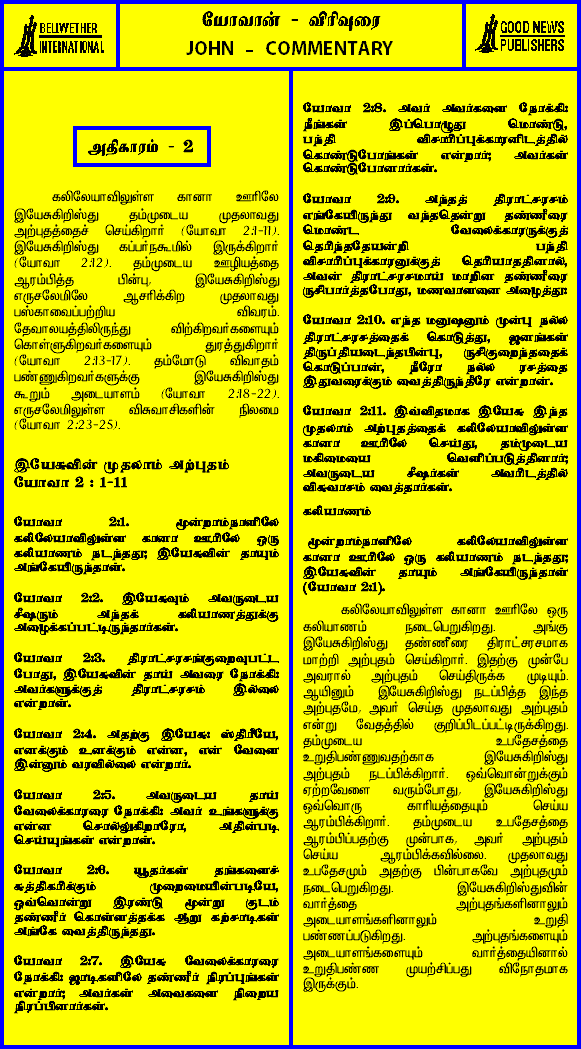 BELLWETHER
INTERNATIONAL
யோவான் - விரிவுரை
JOHN - COMMENTARY
GOOD NEWS
PUBLISHERS
அதிகாரம் - 2
கலிலேயாவிலுள்ள கானா ஊரிலே
இயேசுகிறிஸ்து தம்முடைய முதலாவது
அற்புதத்தைச் செய்கிறார் (யோவா 2:1-11).
இயேசுகிறிஸ்து கப்பர்நகூமில் இருக்கிறார்
(யோவா 2:12). தம்முடைய ஊழியத்தை
ஆரம்பித்த பின்பு, இயேசுகிறிஸ்து
எருசலேமிலே ஆசரிக்கிற முதலாவது
பஸ்காவைப்பற்றிய விவரம்.
தேவாலயத்திலிருந்து விற்கிறவர்களையும்
கொள்ளுகிறவர்களையும் துரத்துகிறார்
(யோவா 2:13-17). தம்மோடு விவாதம்
பண்ணுகிறவர்களுக்கு இயேசுகிறிஸ்து
கூறும் அடையாளம் (யோவா 2:18-22).
எருசலேமிலுள்ள விசுவாசிகளின் நிலமை
(யோவா 2:23-25).
இயேசுவின் முதலாம் அற்புதம்
யோவா 2 : 1-11
யோவா 2:1. மூன்றாம்நாளிலே
கலிலேயாவிலுள்ள கானா ஊரிலே ஒரு
கலியாணம் நடந்தது; இயேசுவின் தாயும்
அங்கேயிருந்தாள்.
யோவா 2:2. இயேசுவும் அவருடைய
சீஷரும் அந்தக் கலியாணத்துக்கு
அழைக்கப்பட்டிருந்தார்கள்.
யோவா 2:3. திராட்சரசங்குறைவுபட்ட
போது, இயேசுவின் தாய் அவரை நோக்கி:
அவர்களுக்குத் திராட்சரசம் இல்லை
என்றாள்.
யோவா 2:4. அதற்கு இயேசு: ஸ்திரீயே,
எனக்கும் உனக்கும் என்ன, என் வேளை
இன்னும் வரவில்லை என்றார்.
யோவா 2:5. அவருடைய தாய்
வேலைக்காரரை நோக்கி: அவர் உங்களுக்கு
என்ன சொல்லுகிறாரோ, அதின்படி
செய்யுங்கள் என்றாள்.
யோவா 2:6. யூதர்கள் தங்களைச்
சுத்திகரிக்கும் முறைமையின்படியே,
ஒவ்வொன்று இரண்டு மூன்று குடம்
தண்ணீர் கொள்ளத்தக்க ஆறு கற்சாடிகள்
அங்கே வைத்திருந்தது.
யோவா 2:7. இயேசு வேலைக்காரரை
நோக்கி: ஜாடிகளிலே தண்ணீர் நிரப்புங்கள்
என்றார்; அவர்கள் அவைகளை நிறைய
நிரப்பினார்கள்.
யோவா 2:8. அவர் அவர்களை நோக்கி:
நீங்கள் இப்பொழுது மொண்டு,
பந்தி விசாரிப்புக்காரனிடத்தில்
கொண்டுபோங்கள் என்றார்; அவர்கள்
கொண்டுபோனார்கள்.
யோவா 2:9. அந்தத் திராட்சரசம்
எங்கேயிருந்து வந்ததென்று தண்ணீரை
மொண்ட வேலைக்காரருக்குத்
தெரிந்ததேயன்றி பந்தி
விசாரிப்புக்காரனுக்குத் தெரியாததினால்,
அவன் திராட்சரசமாய் மாறின தண்ணீரை
ருசிபார்த்தபோது, மணவாளனை அழைத்து:
யோவா 2:10. எந்த மனுஷனும் முன்பு நல்ல
திராட்சரசத்தைக் கொடுத்து, ஜனங்கள்
திருப்தியடைந்தபின்பு, ருசிகுறைந்ததைக்
கொடுப்பான், நீரோ நல்ல ரசத்தை
இதுவரைக்கும் வைத்திருந்தீரே என்றான்.
யோவா 2:11. இவ்விதமாக இயேசு இந்த
முதலாம் அற்புதத்தைக் கலிலேயாவிலுள்ள
கானா ஊரிலே செய்து, தம்முடைய
மகிமையை வெளிப்படுத்தினார்;
அவருடைய சீஷர்கள் அவரிடத்தில்
விசுவாசம் வைத்தார்கள்.
கலியாணம்
மூன்றாம்நாளிலே கலிலேயாவிலுள்ள
கானா ஊரிலே ஒரு கலியாணம் நடந்தது;
இயேசுவின் தாயும் அங்கேயிருந்தாள்
(யோவா 2:1).
கலிலேயாவிலுள்ள கானா ஊரிலே ஒரு
கலியாணம் நடைபெறுகிறது. அங்கு
இயேசுகிறிஸ்து தண்ணீரை திராட்சரசமாக
மாற்றி அற்புதம் செய்கிறார். இதற்கு முன்பே
அவரால் அற்புதம் செய்திருக்க முடியும்.
ஆயினும் இயேசுகிறிஸ்து நடப்பித்த இந்த
அற்புதமே, அவர் செய்த முதலாவது அற்புதம்
என்று வேதத்தில் குறிப்பிடப்பட்டிருக்கிறது.
தம்முடைய உபதேசத்தை
உறுதிபண்ணுவதற்காக இயேசுகிறிஸ்து
அற்புதம் நடப்பிக்கிறார். ஒவ்வொன்றுக்கும்
ஏற்றவேளை வரும்போது, இயேசுகிறிஸ்து
ஒவ்வொரு காரியத்தையும் செய்ய
ஆரம்பிக்கிறார். தம்முடைய உபதேசத்தை
ஆரம்பிப்பதற்கு முன்பாக, அவர் அற்புதம்
செய்ய ஆரம்பிக்கவில்லை. முதலாவது
உபதேசமும் அதற்கு பின்பாகவே அற்புதமும்
நடைபெறுகிறது. இயேசுகிறிஸ்துவின்
வார்த்தை அற்புதங்களினாலும்
அடையாளங்களினாலும் உறுதி
பண்ணப்படுகிறது. அற்புதங்களையும்
அடையாளங்களையும் வார்த்தையினால்
உறுதிபண்ண முயற்சிப்பது விநோதமாக
இருக்கும்.